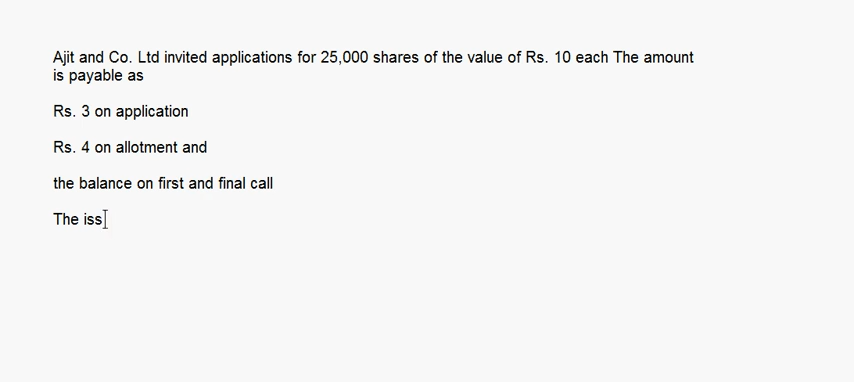 Ajit and Co. Ltd invited applications for 25,000 shares of the value of Rs. 10 each The amount
is payable as
Rs. 3 on application
Rs. 4 on allotment and
the balance on first and final call
The iss